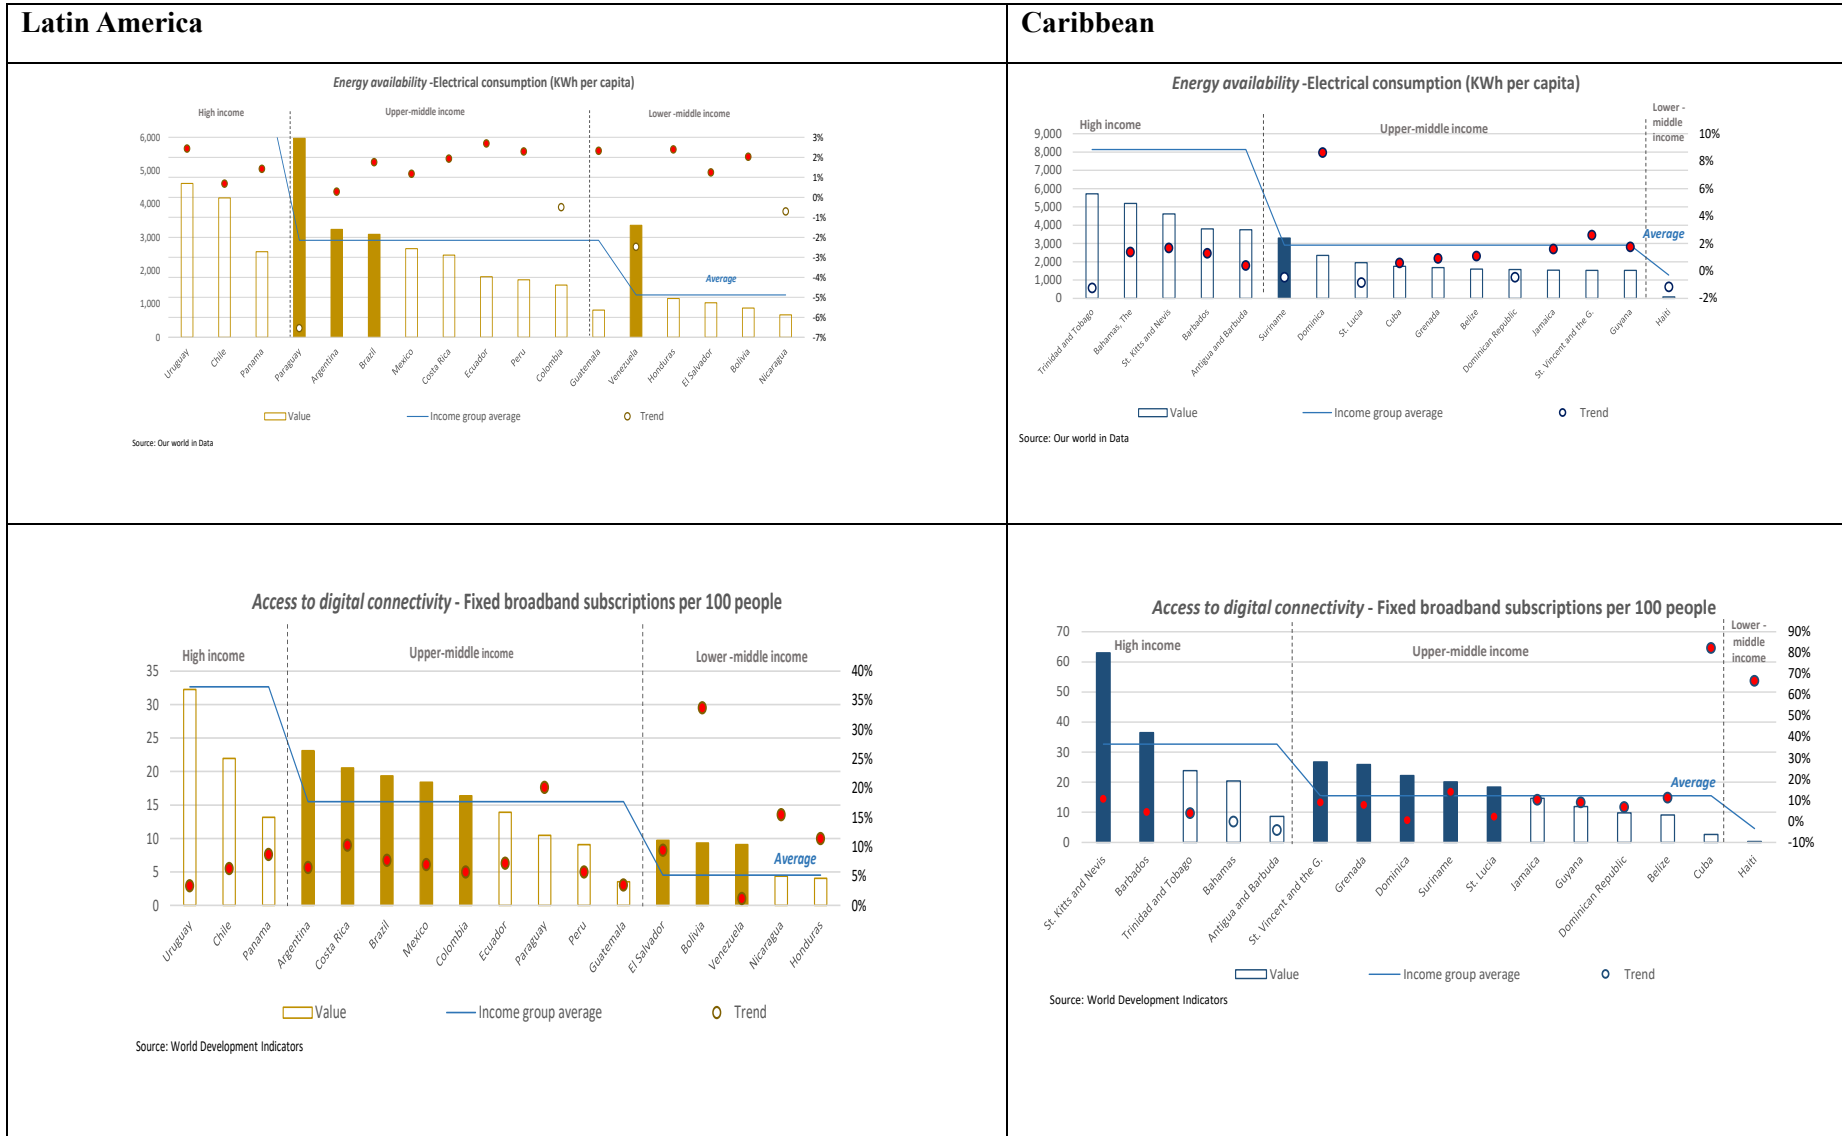 Latin America
Caribbean
Energy availability -Electrical consumption (KWh per capita)
High income
Upper-middle income
Lower -middle income
6,000
5,000
4,000
3,000
2,000
1,000
0
3%
2%
1%
0%
-1%
-2%
-3%
-4%
-5%
-6%
-7%
Average
Uruguay
Chile
Panama
Paraguay
Argentina
Brazil
Mexico
Costa Rica
Ecuador
Peru
Colombia
Guatemala
Venezuela
Honduras
El Salvador
Bolivia
Nicaragua
Value
Income group average
Trend
Source: Our world in Data
Energy availability -Electrical consumption (KWh per capita)
High income
Upper-middle income
Lower -
middle
income
9,000
8,000
7,000
6,000
5,000
4,000
3,000
2,000
1,000
0
10%
8%
6%
4%
2%
0%
-2%
Average
Trinidad and Tobago
Bahamas, The
St. Kitts and Nevis
Barbados
Antigua and Barbuda
Suriname
Dominica
St. Lucia
Cuba
Grenada
Belize
Dominican Republic
Jamaica
St. Vincent and the G.
Guyana
Haiti
Value
Income group average
Trend
Source: Our world in Data
Access to digital connectivity - Fixed broadband subscriptions per 100 people
High income
Upper-middle income
Lower -middle income
35
30
25
20
15
10
5
0
40%
35%
30%
25%
20%
15%
10%
5%
0%
Average
Uruguay
Chile
Panama
Argentina
Costa Rica
Brazil
Mexico
Colombia
Ecuador
Paraguay
Peru
Guatemala
El Salvador
Bolivia
Venezuela
Nicaragua
Honduras
Value
Income group average
Trend
Source: World Development Indicators
Access to digital connectivity - Fixed broadband subscriptions per 100 people
High income
Upper-middle income
Lower -
middle
income
70
60
50
40
30
20
10
0
90%
80%
70%
60%
50%
40%
30%
20%
10%
0%
-10%
Average
St. Kitts and Nevis
Barbados
Trinidad and Tobago
Bahamas
Antigua and Barbuda
St. Vincent and the G.
Grenada
Dominica
Suriname
St. Lucia
Jamaica
Guyana
Dominican Republic
Belize
Cuba
Haiti
Value
Income group average
Trend
Source: World Development Indicators